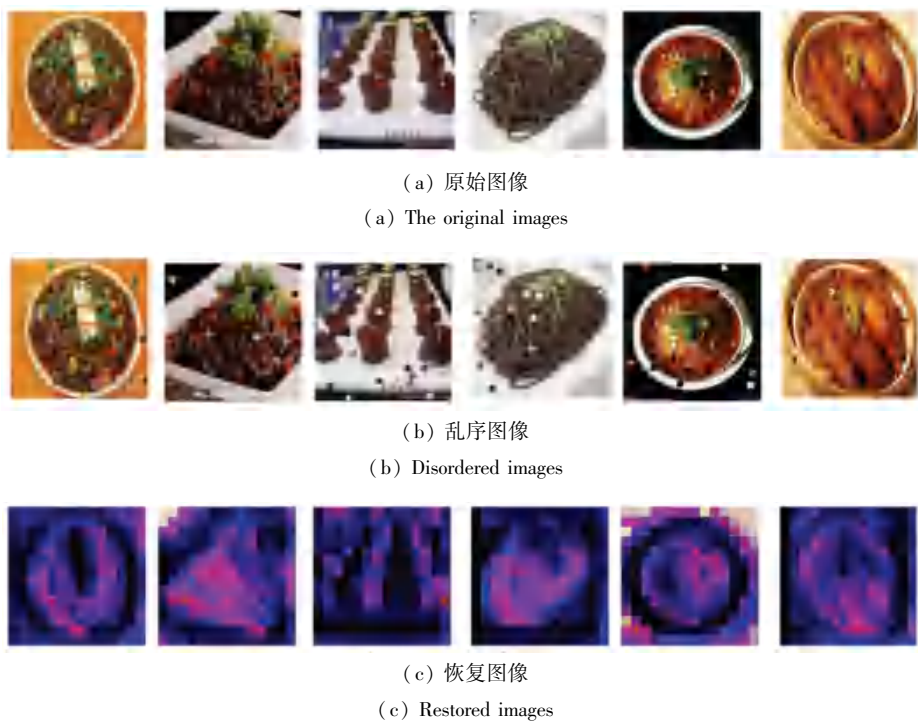 (a) 原始图像
(a) The original images
(b) 乱序图像
(b) Disordered images
(c) 恢复图像
(c) Restored images